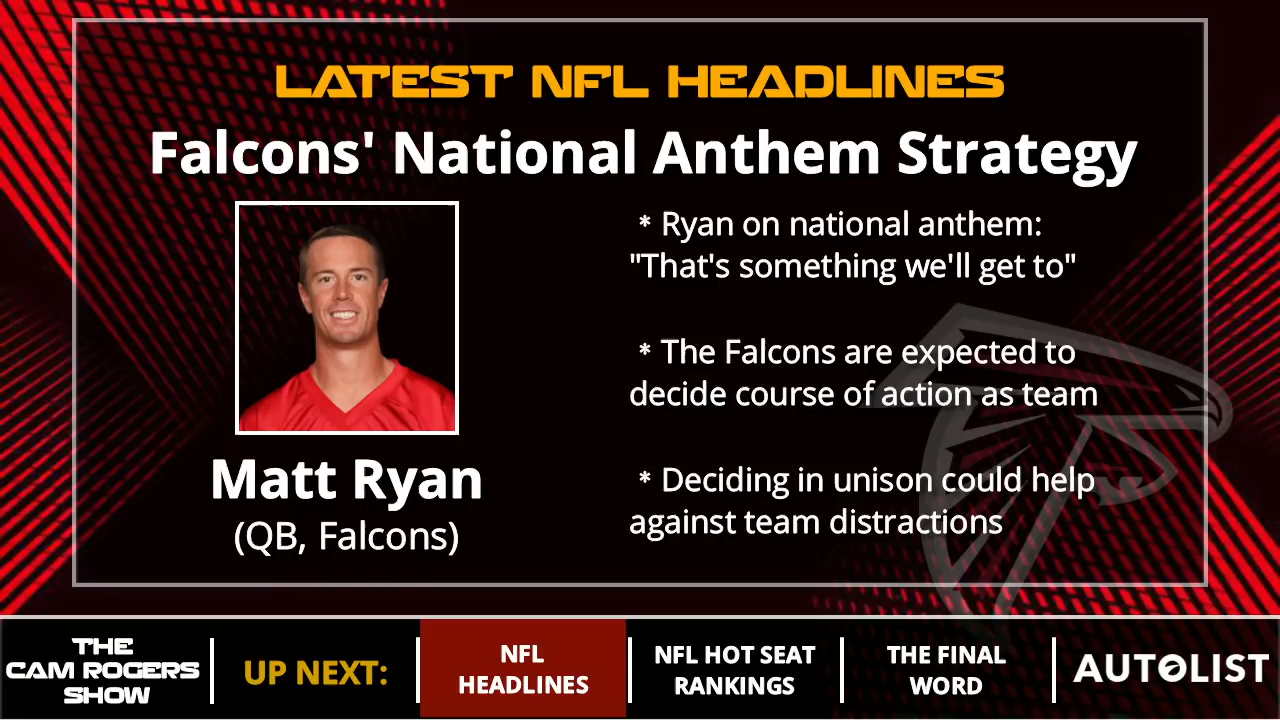 LATEST NFL HEADLINES
Falcons' National Anthem Strategy
* Ryan on national anthem:
"That's something we'll get to"
* The Falcons are expected to
decide course of action as team
* Deciding in unison could help
against team distractions
Matt Ryan
(QB, Falcons)
THE
CAM ROGERS
SHOW
UP NEXT:
NFL
HEADLINES
NFL HOT SEAT
RANKINGS
THE FINAL
WORD
AUTOLIST